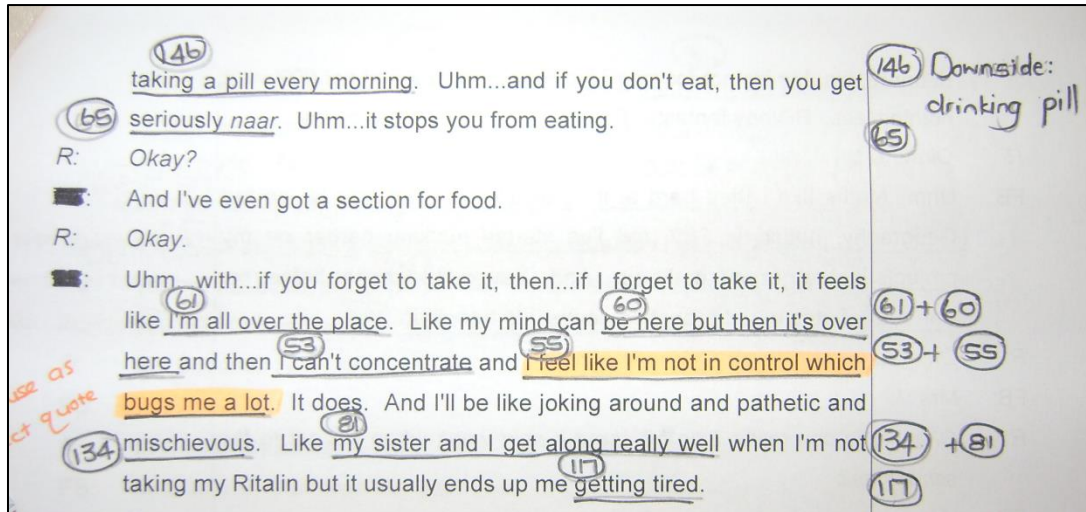 146
taking a pill every morning. Uhm...and if you don't eat, then you get 146 Downside:
drinking pill
65 seriously naar. Uhm...it stops you from eating. 65
R: Okay?
: And I've even got a section for food.
R: Okay.
: Uhm...with...if you forget to take it, then...if I forget to take it, it feels
61 60
like I'm all over the place. Like my mind can be here but then it's over 61 + 60
53 55
here and then I can't concentrate and I feel like I'm not in control which 53 + 55
use as
bugs me a lot. It does. And I'll be like joking around and pathetic and
quote
81
134 mischievous. Like my sister and I get along really well when I'm not 134 + 81
117
taking my Ritalin but it usually ends up me getting tired. 117